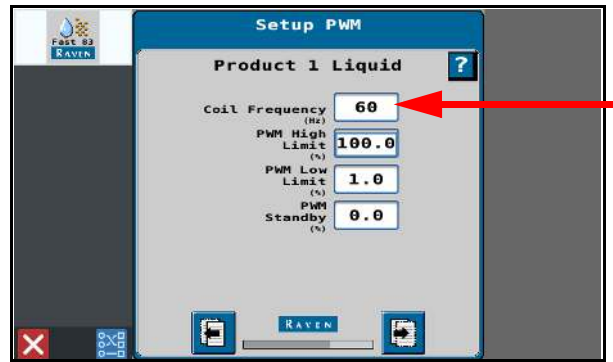 Setup PWM
Fast 83
RAVEN
Product 1 Liquid
?
Coil Frequency
(Hz)
60
PWM High
Limit
(%)
100.0
PWM Low
Limit
(%)
1.0
PWM
Standby
(%)
0.0
RAVEN